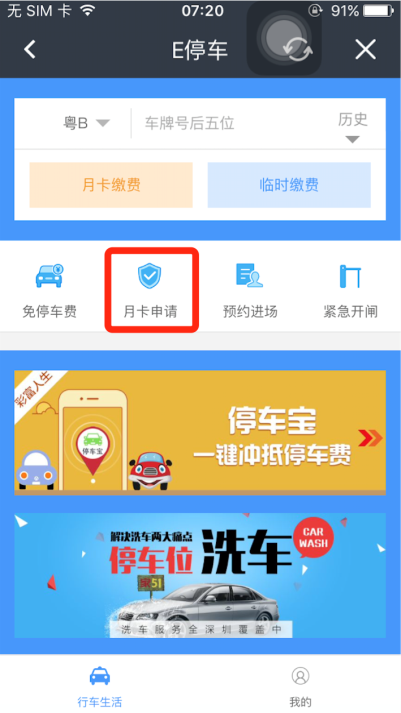 无 SIM 卡 07:20 91%
E停车
粤B 车牌号后五位 历史
月卡缴费 临时缴费
免停车费 月卡申请 预约进场 紧急开闸
彩富人生
停车宝
一键冲抵停车费
停车宝
解决洗车两大痛点
停车位 洗车
CAR
WASH
洗车服务全深圳覆盖中
行车生活 我的